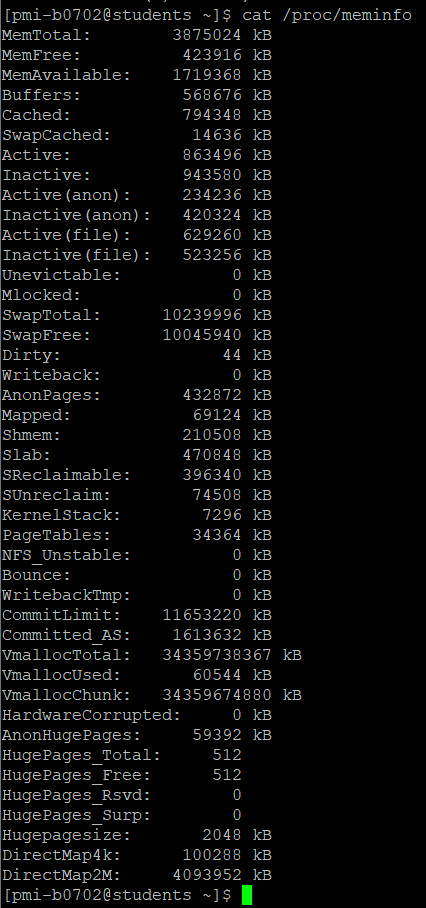 [pmi-b0702@students ~]$ cat /proc/meminfo
MemTotal:        3875024 kB
MemFree:          423916 kB
MemAvailable:    1719368 kB
Buffers:          568676 kB
Cached:           794348 kB
SwapCached:        14636 kB
Active:           863496 kB
Inactive:         943580 kB
Active(anon):     234236 kB
Inactive(anon):   420324 kB
Active(file):     629260 kB
Inactive(file):   523256 kB
Unevictable:           0 kB
Mlocked:               0 kB
SwapTotal:      10239996 kB
SwapFree:       10045940 kB
Dirty:                44 kB
Writeback:             0 kB
AnonPages:        432872 kB
Mapped:            69124 kB
Shmem:            210508 kB
Slab:             470848 kB
SReclaimable:     396340 kB
SUnreclaim:        74508 kB
KernelStack:        7296 kB
PageTables:        34364 kB
NFS_Unstable:          0 kB
Bounce:                0 kB
WritebackTmp:          0 kB
CommitLimit:    11653220 kB
Committed_AS:    1613632 kB
VmallocTotal:   34359738367 kB
VmallocUsed:       60544 kB
VmallocChunk:   34359674880 kB
HardwareCorrupted:     0 kB
AnonHugePages:     59392 kB
HugePages_Total:     512
HugePages_Free:      512
HugePages_Rsvd:        0
HugePages_Surp:        0
Hugepagesize:       2048 kB
DirectMap4k:      100288 kB
DirectMap2M:     4093952 kB
[pmi-b0702@students ~]$